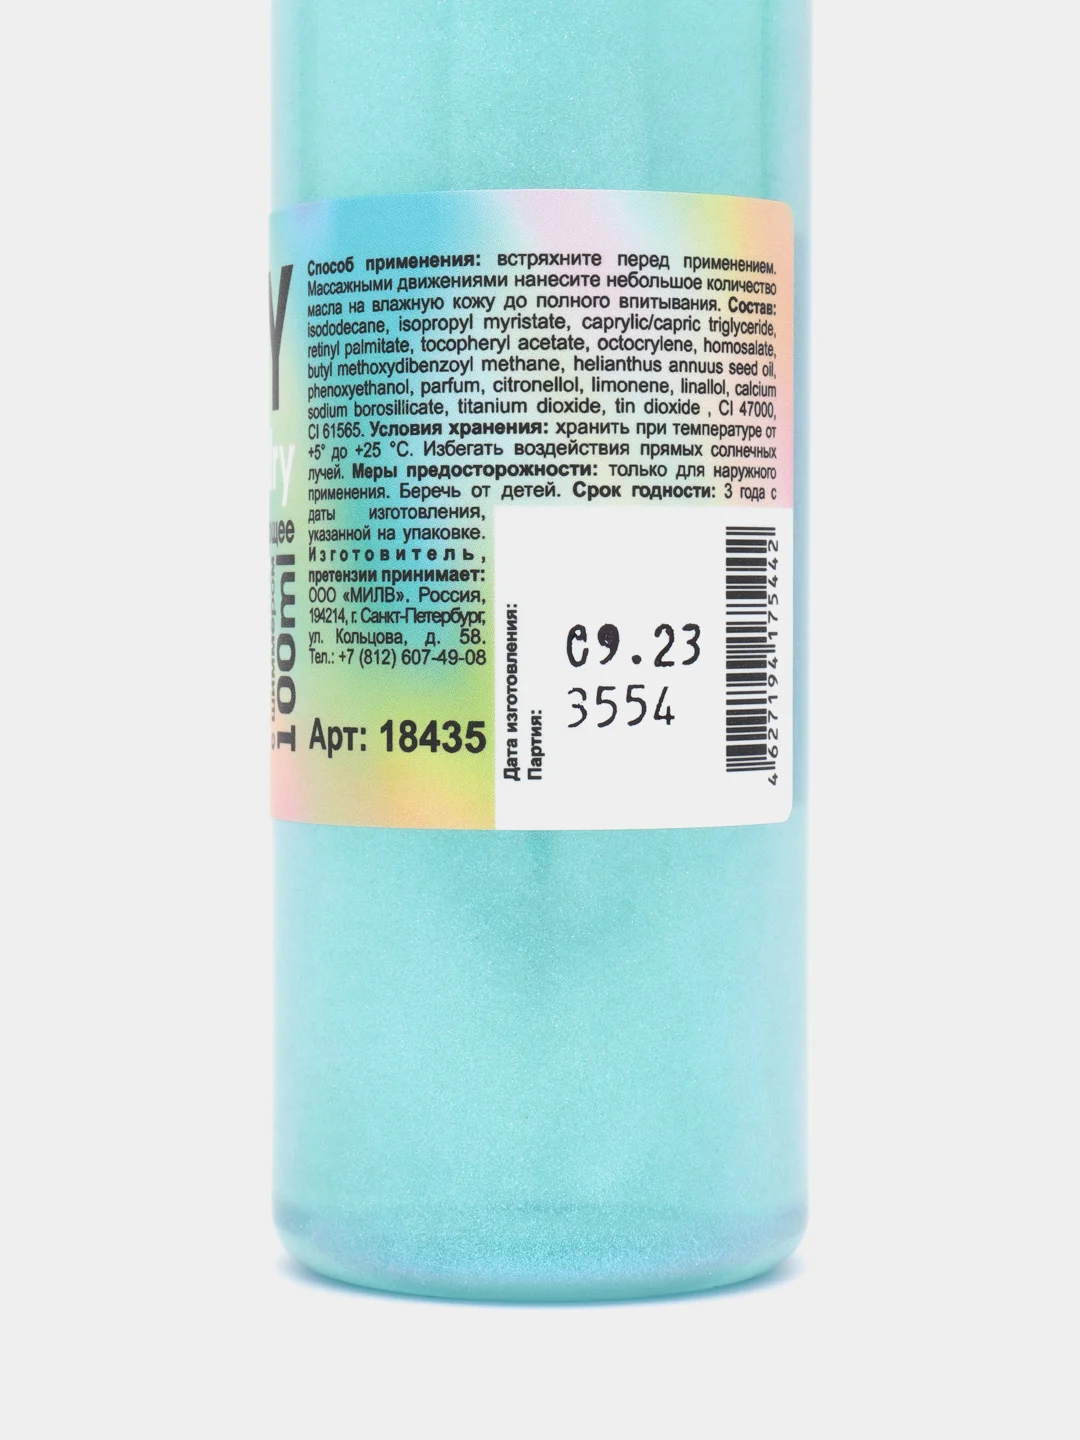 Способ применения: встряхните перед применением.
Массажными движениями нанесите небольшое количество
масла на влажную кожу до полного впитывания. Состав:
isododecane, isopropyl myristate, caprylic/capric triglyceride,
retinyl palmitate, tocopheryl acetate, octocrylene, homosalate,
butyl methoxydibenzoyl methane, helianthus annuus seed oil,
phenoxyethanol, parfum, citronellol, limonene, linallol, calcium
sodium borosillicate, titanium dioxide, tin dioxide , CI 47000,
CI 61565. Условия хранения: хранить при температуре от
+5° до +25 °C. Избегать воздействия прямых солнечных
лучей. Меры предосторожности: только для наружного
применения. Беречь от детей. Срок годности: 3 года с
даты изготовления,
указанной на упаковке.
Изготовитель,
претензии принимает:
ООО «МИЛВ». Россия,
194214, г. Санкт-Петербург,
ул. Кольцова, д. 58.
Тел.: +7 (812) 607-49-08
Арт: 18435
Дата изготовления:
Партия:
09.23
3554
4627194175442
Y
ry
щее
с шиммером
100ml